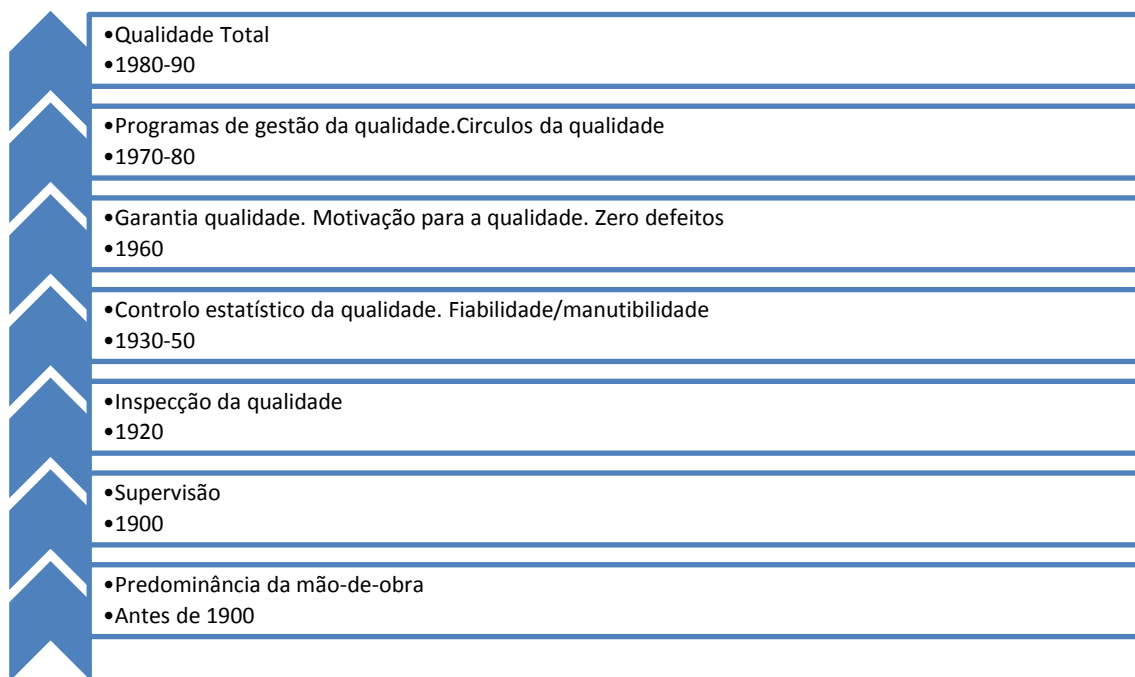 •Qualidade Total
•1980-90
•Programas de gestão da qualidade.Circulos da qualidade
•1970-80
•Garantia qualidade. Motivação para a qualidade. Zero defeitos
•1960
•Controlo estatístico da qualidade. Fiabilidade/manutibilidade
•1930-50
•Inspecção da qualidade
•1920
•Supervisão
•1900
•Predominância da mão-de-obra
•Antes de 1900